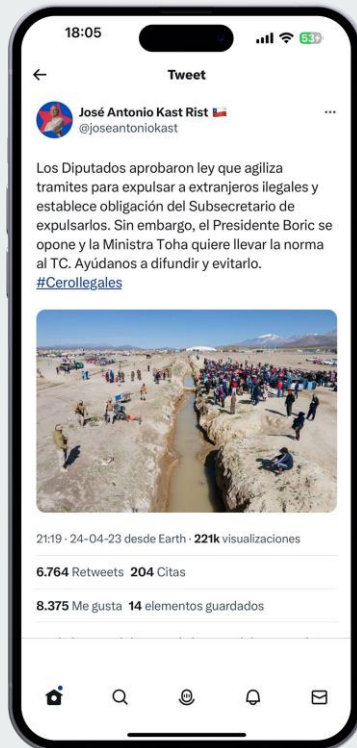 18:05
53
Tweet
José Antonio Kast Rist 🇨🇱
@joseantoniokast
Los Diputados aprobaron ley que agiliza
tramites para expulsar a extranjeros ilegales y
establece obligación del Subsecretario de
expulsarlos. Sin embargo, el Presidente Boric se
opone y la Ministra Toha quiere llevar la norma
al TC. Ayúdanos a difundir y evitarlo.
#CeroIlegales
21:19 · 24-04-23 desde Earth · 221k visualizaciones
6.764 Retweets 204 Citas
8.375 Me gusta 14 elementos guardados